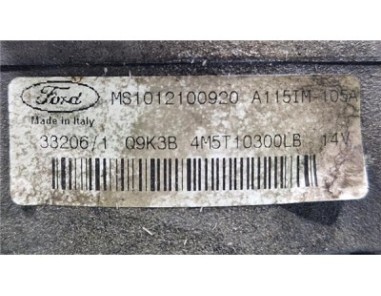 Ford MS1012100920 A115IM-105A
Made in Italy
33206/1 Q9K3B 4M5T10300LB 14V